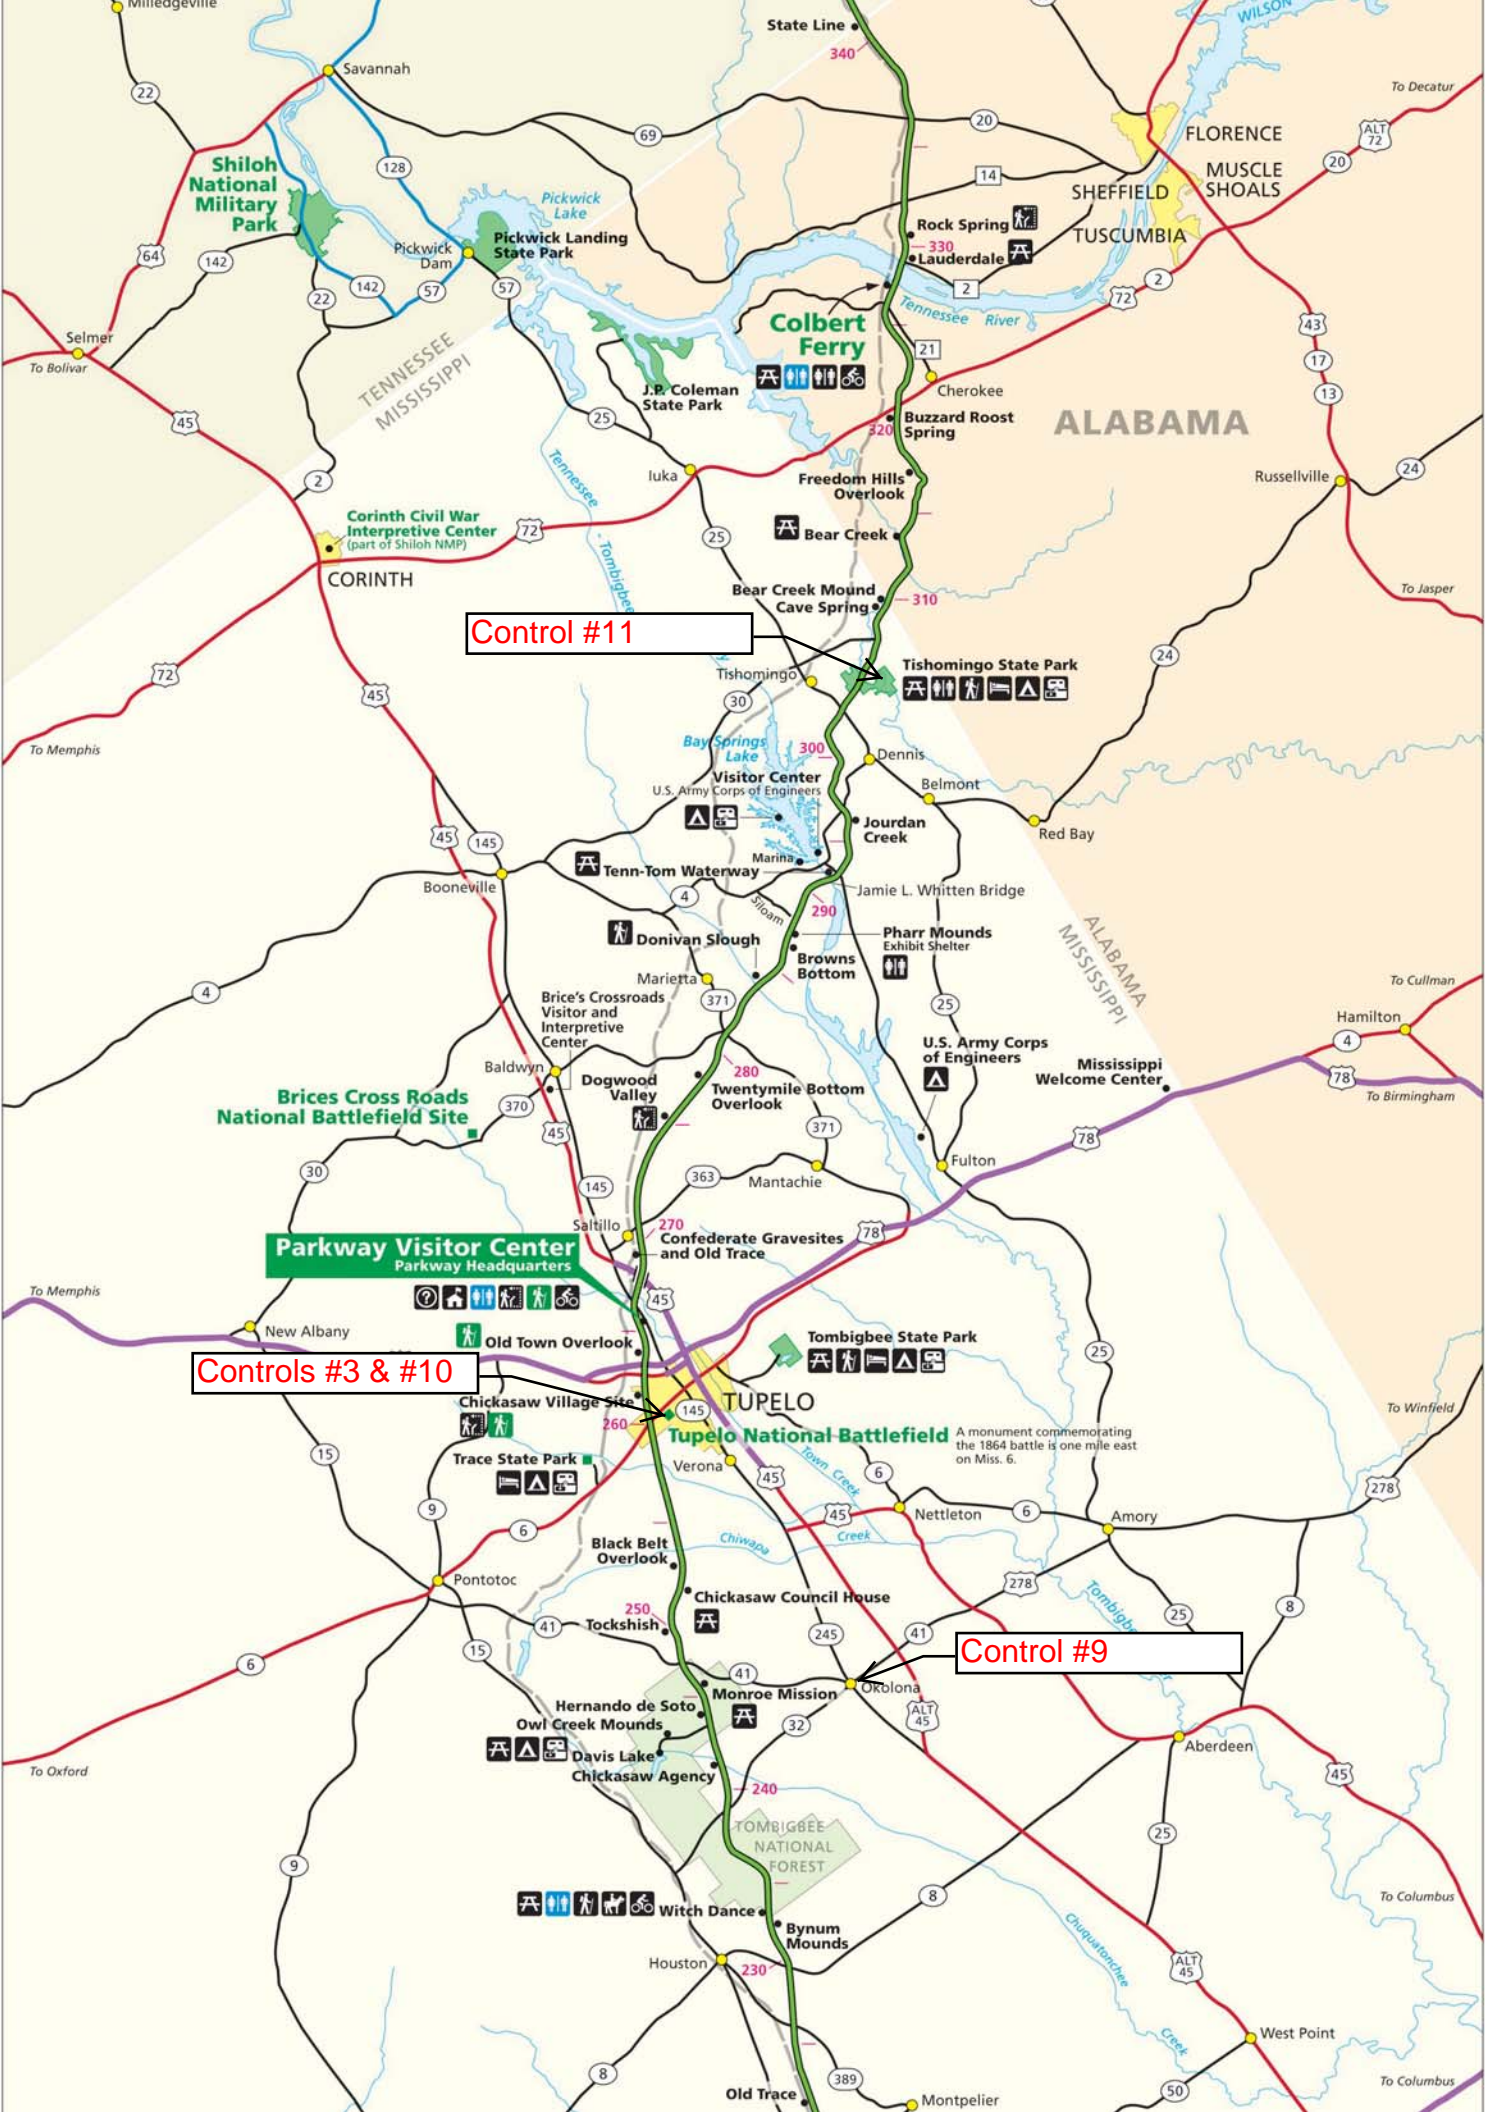 Milledgeville
State Line
340
WILSON
Savannah
22
To Decatur
69
20
FLORENCE
ALT
72
20
Shiloh
National
Military
Park
128
14
MUSCLE
SHOALS
SHEFFIELD
Pickwick
Lake
Rock Spring
330
Lauderdale
TUSCUMBIA
Pickwick
Dam
Pickwick Landing
State Park
64
142
22
142
57
57
2
72
2
Tennessee River
Colbert
Ferry
43
Selmer
To Bolivar
TENNESSEE
MISSISSIPPI
21
17
13
Cherokee
J.P. Coleman
State Park
45
25
Buzzard Roost
Spring
320
ALABAMA
Iuka
Tennessee
- Tombigbee
Freedom Hills
Overlook
Russellville
24
2
Corinth Civil War
Interpretive Center
(part of Shiloh NMP)
72
25
Bear Creek
CORINTH
Bear Creek Mound
Cave Spring
310
To Jasper
Control #11
24
72
45
Tishomingo
30
Tishomingo State Park
To Memphis
Bay Springs
Lake
300
Dennis
Visitor Center
U.S. Army Corps of Engineers
Belmont
Jourdan
Creek
Red Bay
45
145
Booneville
Marina
Tenn-Tom Waterway
Jamie L. Whitten Bridge
4
Siloam
290
Donivan Slough
Pharr Mounds
Exhibit Shelter
ALABAMA
MISSISSIPPI
Browns
Bottom
4
Marietta
371
25
To Cullman
Brice's Crossroads
Visitor and
Interpretive
Center
Hamilton
4
U.S. Army Corps
of Engineers
Baldwyn
Dogwood
Valley
280
Twentymile Bottom
Overlook
Mississippi
Welcome Center
78
To Birmingham
Brices Cross Roads
National Battlefield Site
370
45
371
78
30
363
Mantachie
Fulton
145
Saltillo
270
Confederate Gravesites
and Old Trace
78
Parkway Visitor Center
Parkway Headquarters
To Memphis
45
New Albany
Old Town Overlook
Tombigbee State Park
25
Controls #3 & #10
Chickasaw Village Site
260
145
TUPELO
Tupelo National Battlefield
A monument commemorating
the 1864 battle is one mile east
on Miss. 6.
To Winfield
15
Trace State Park
Verona
45
Town Creek
6
278
9
6
45
Nettleton
6
Amory
Chiwapa
Creek
Black Belt
Overlook
Pontotoc
278
Chickasaw Council House
250
Tockshish
41
245
41
25
8
6
15
Control #9
41
Okolona
Monroe Mission
Hernando de Soto
Owl Creek Mounds
32
ALT
45
Aberdeen
Davis Lake
Chickasaw Agency
To Oxford
45
240
TOMBIGBEE
NATIONAL
FOREST
25
9
8
To Columbus
Witch Dance
Bynum
Mounds
Chuquatonchee
Creek
Houston
230
ALT
45
West Point
8
389
To Columbus
Old Trace
Montpelier
50